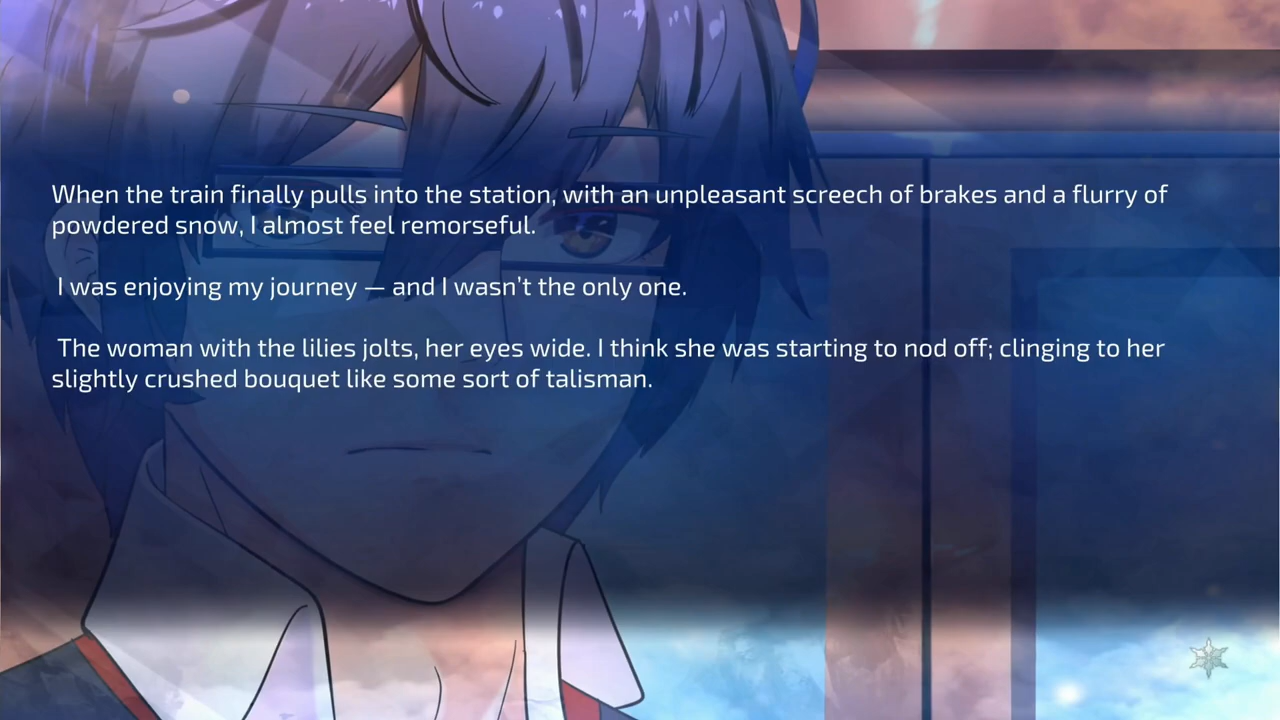 When the train finally pulls into the station, with an unpleasant screech of brakes and a flurry of
powdered snow, I almost feel remorseful.
I was enjoying my journey — and I wasn't the only one.
The woman with the lilies jolts, her eyes wide. I think she was starting to nod off; clinging to her
slightly crushed bouquet like some sort of talisman.